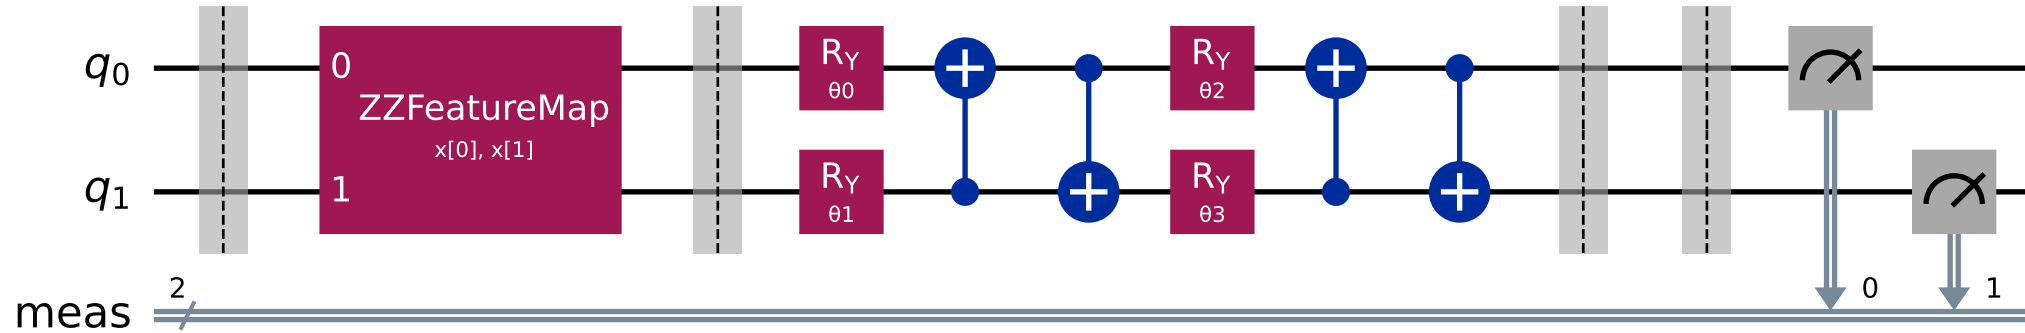 q0
0
ZZFeatureMap
x[0], x[1]
1
RY
θ0
RY
θ2
q1
RY
θ1
RY
θ3
meas
2
0
1